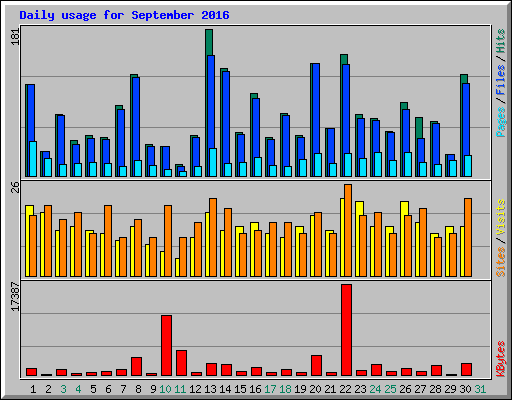 Daily usage for September 2016
181
Pages / Files / Hits
26
Sites / Visits
17387
KBytes
1 2 3 4 5 6 7 8 9 10 11 12 13 14 15 16 17 18 19 20 21 22 23 24 25 26 27 28 29 30 31